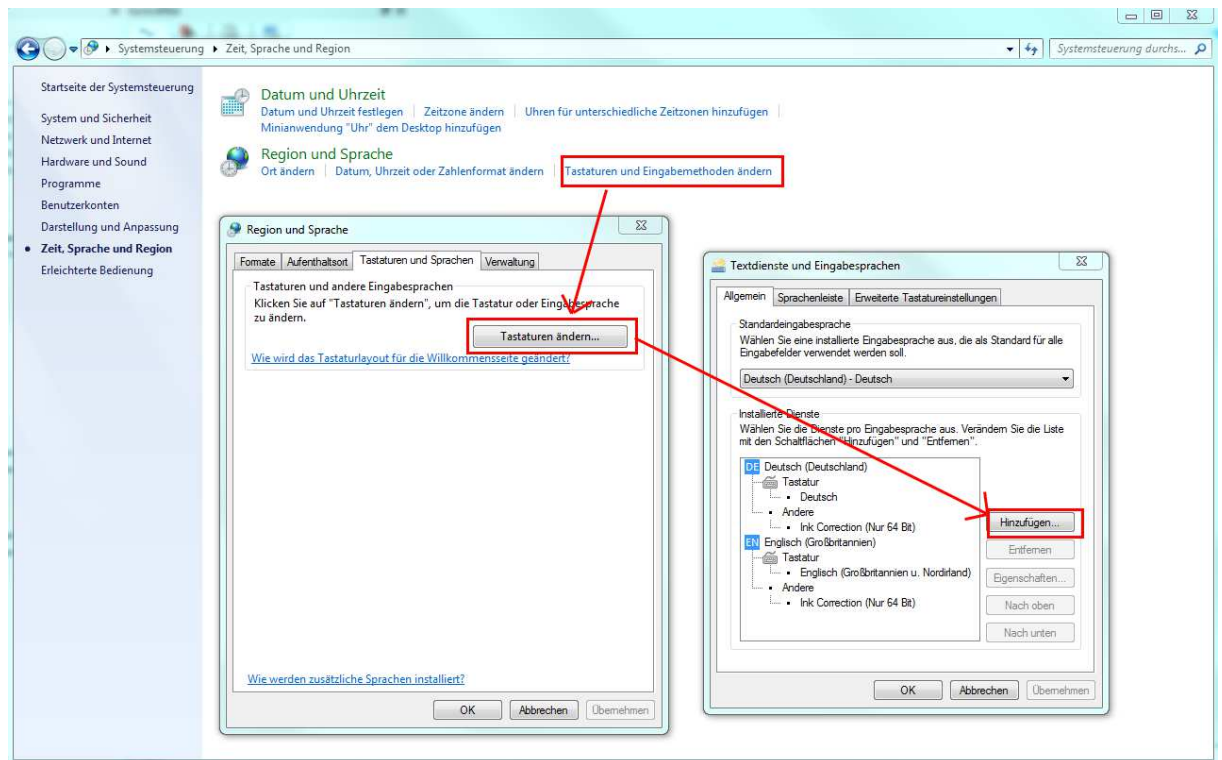 Systemsteuerung ▸ Zeit, Sprache und Region
Systemsteuerung durchs...
Startseite der Systemsteuerung
System und Sicherheit
Netzwerk und Internet
Hardware und Sound
Programme
Benutzerkonten
Darstellung und Anpassung
Zeit, Sprache und Region
Erleichterte Bedienung
Datum und Uhrzeit
Datum und Uhrzeit festlegen | Zeitzone ändern | Uhren für unterschiedliche Zeitzonen hinzufügen
Minianwendung "Uhr" dem Desktop hinzufügen
Region und Sprache
Ort ändern | Datum, Uhrzeit oder Zahlenformat ändern | Tastaturen und Eingabemethoden ändern
Region und Sprache
Formate Aufenthaltsort Tastaturen und Sprachen Verwaltung
Tastaturen und andere Eingabesprachen
Klicken Sie auf "Tastaturen ändern", um die Tastatur oder Eingabesprache
zu ändern.
Tastaturen ändern...
Wie wird das Tastaturlayout für die Willkommensseite geändert?
Wie werden zusätzliche Sprachen installiert?
OK Abbrechen Übernehmen
Textdienste und Eingabesprachen
Allgemein Sprachenleiste Erweiterte Tastatureinstellungen
Standardeingabesprache
Wählen Sie eine installierte Eingabesprache aus, die als Standard für alle
Eingabefelder verwendet werden soll.
Deutsch (Deutschland) - Deutsch
Installierte Dienste
Wählen Sie die Dienste pro Eingabesprache aus. Verändern Sie die Liste
mit den Schaltflächen "Hinzufügen" und "Entfernen".
DE Deutsch (Deutschland)
Tastatur
Deutsch
Andere
Ink Correction (Nur 64 Bit)
EN Englisch (Großbritannien)
Tastatur
Englisch (Großbritannien u. Nordirland)
Andere
Ink Correction (Nur 64 Bit)
Hinzufügen...
Entfernen
Eigenschaften...
Nach oben
Nach unten
OK Abbrechen Übernehmen